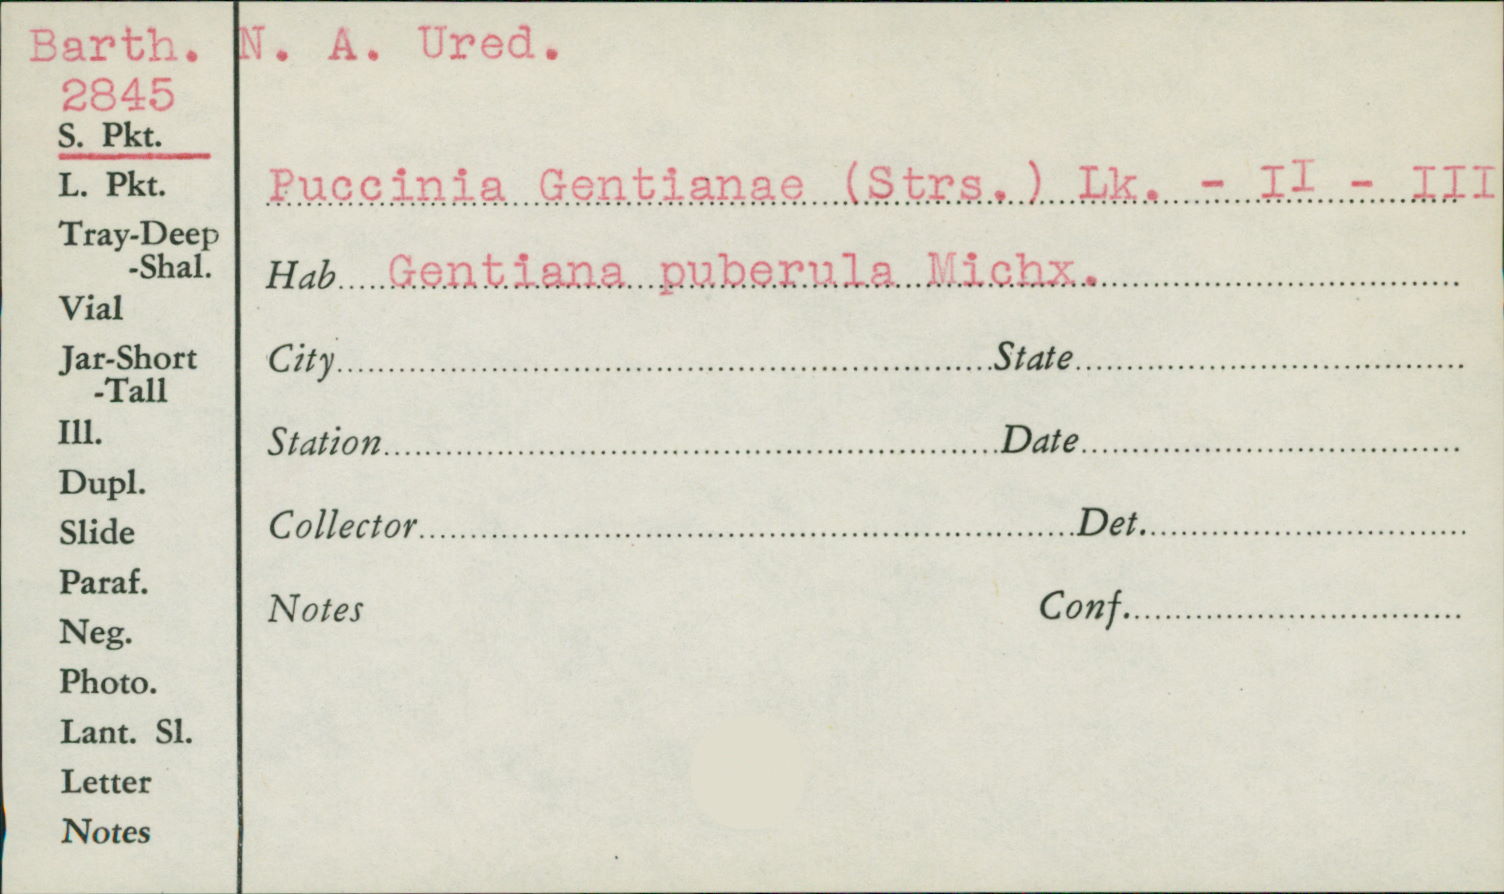 Barth. N. A. Ured.
2845
S. Pkt.
L. Pkt.
Tray-Deep
-Shal.
Vial
Jar-Short
-Tall
Ill.
Dupl.
Slide
Paraf.
Neg.
Photo.
Lant. Sl.
Letter
Notes
Puccinia Gentianae (Strs.) Lk. - II - III
Hab. Gentiana puberula Michx.
City State
Station Date
Collector Det.
Notes Conf.